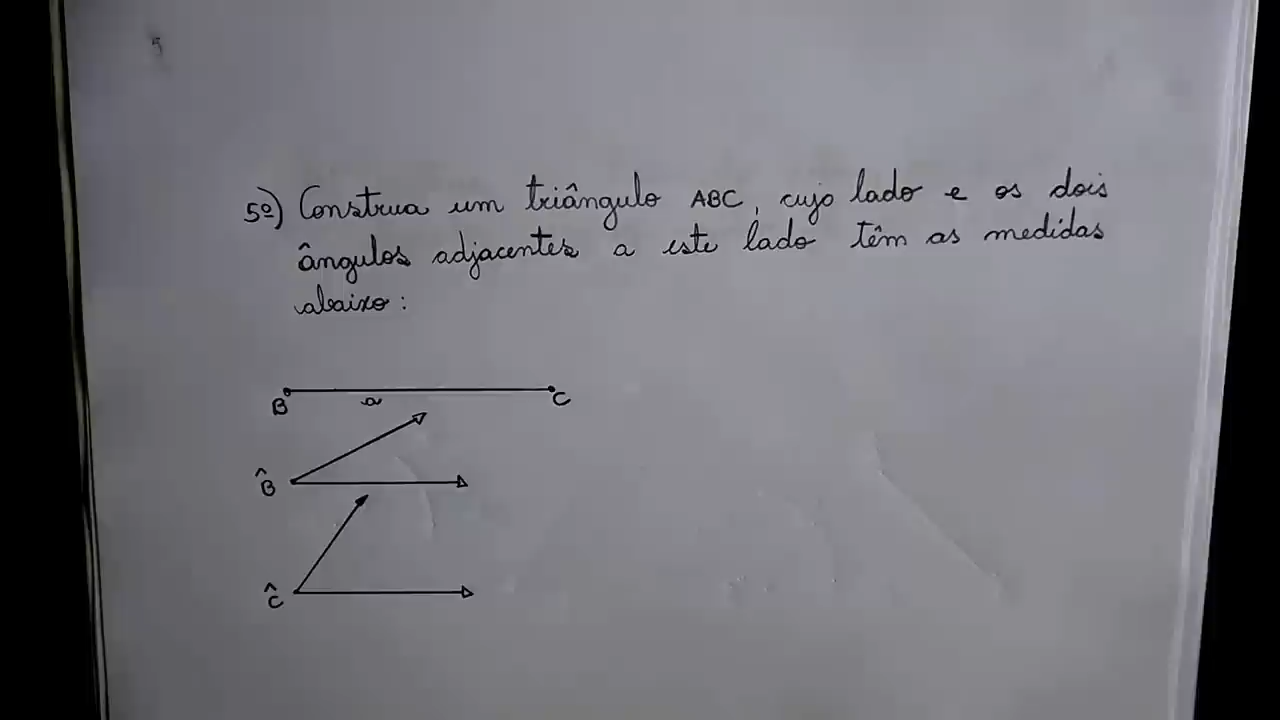 5º) Construa um triângulo ABC, cujo lado e os dois
ângulos adjacentes a este lado têm as medidas
abaixo:
B a C
B̂
Ĉ